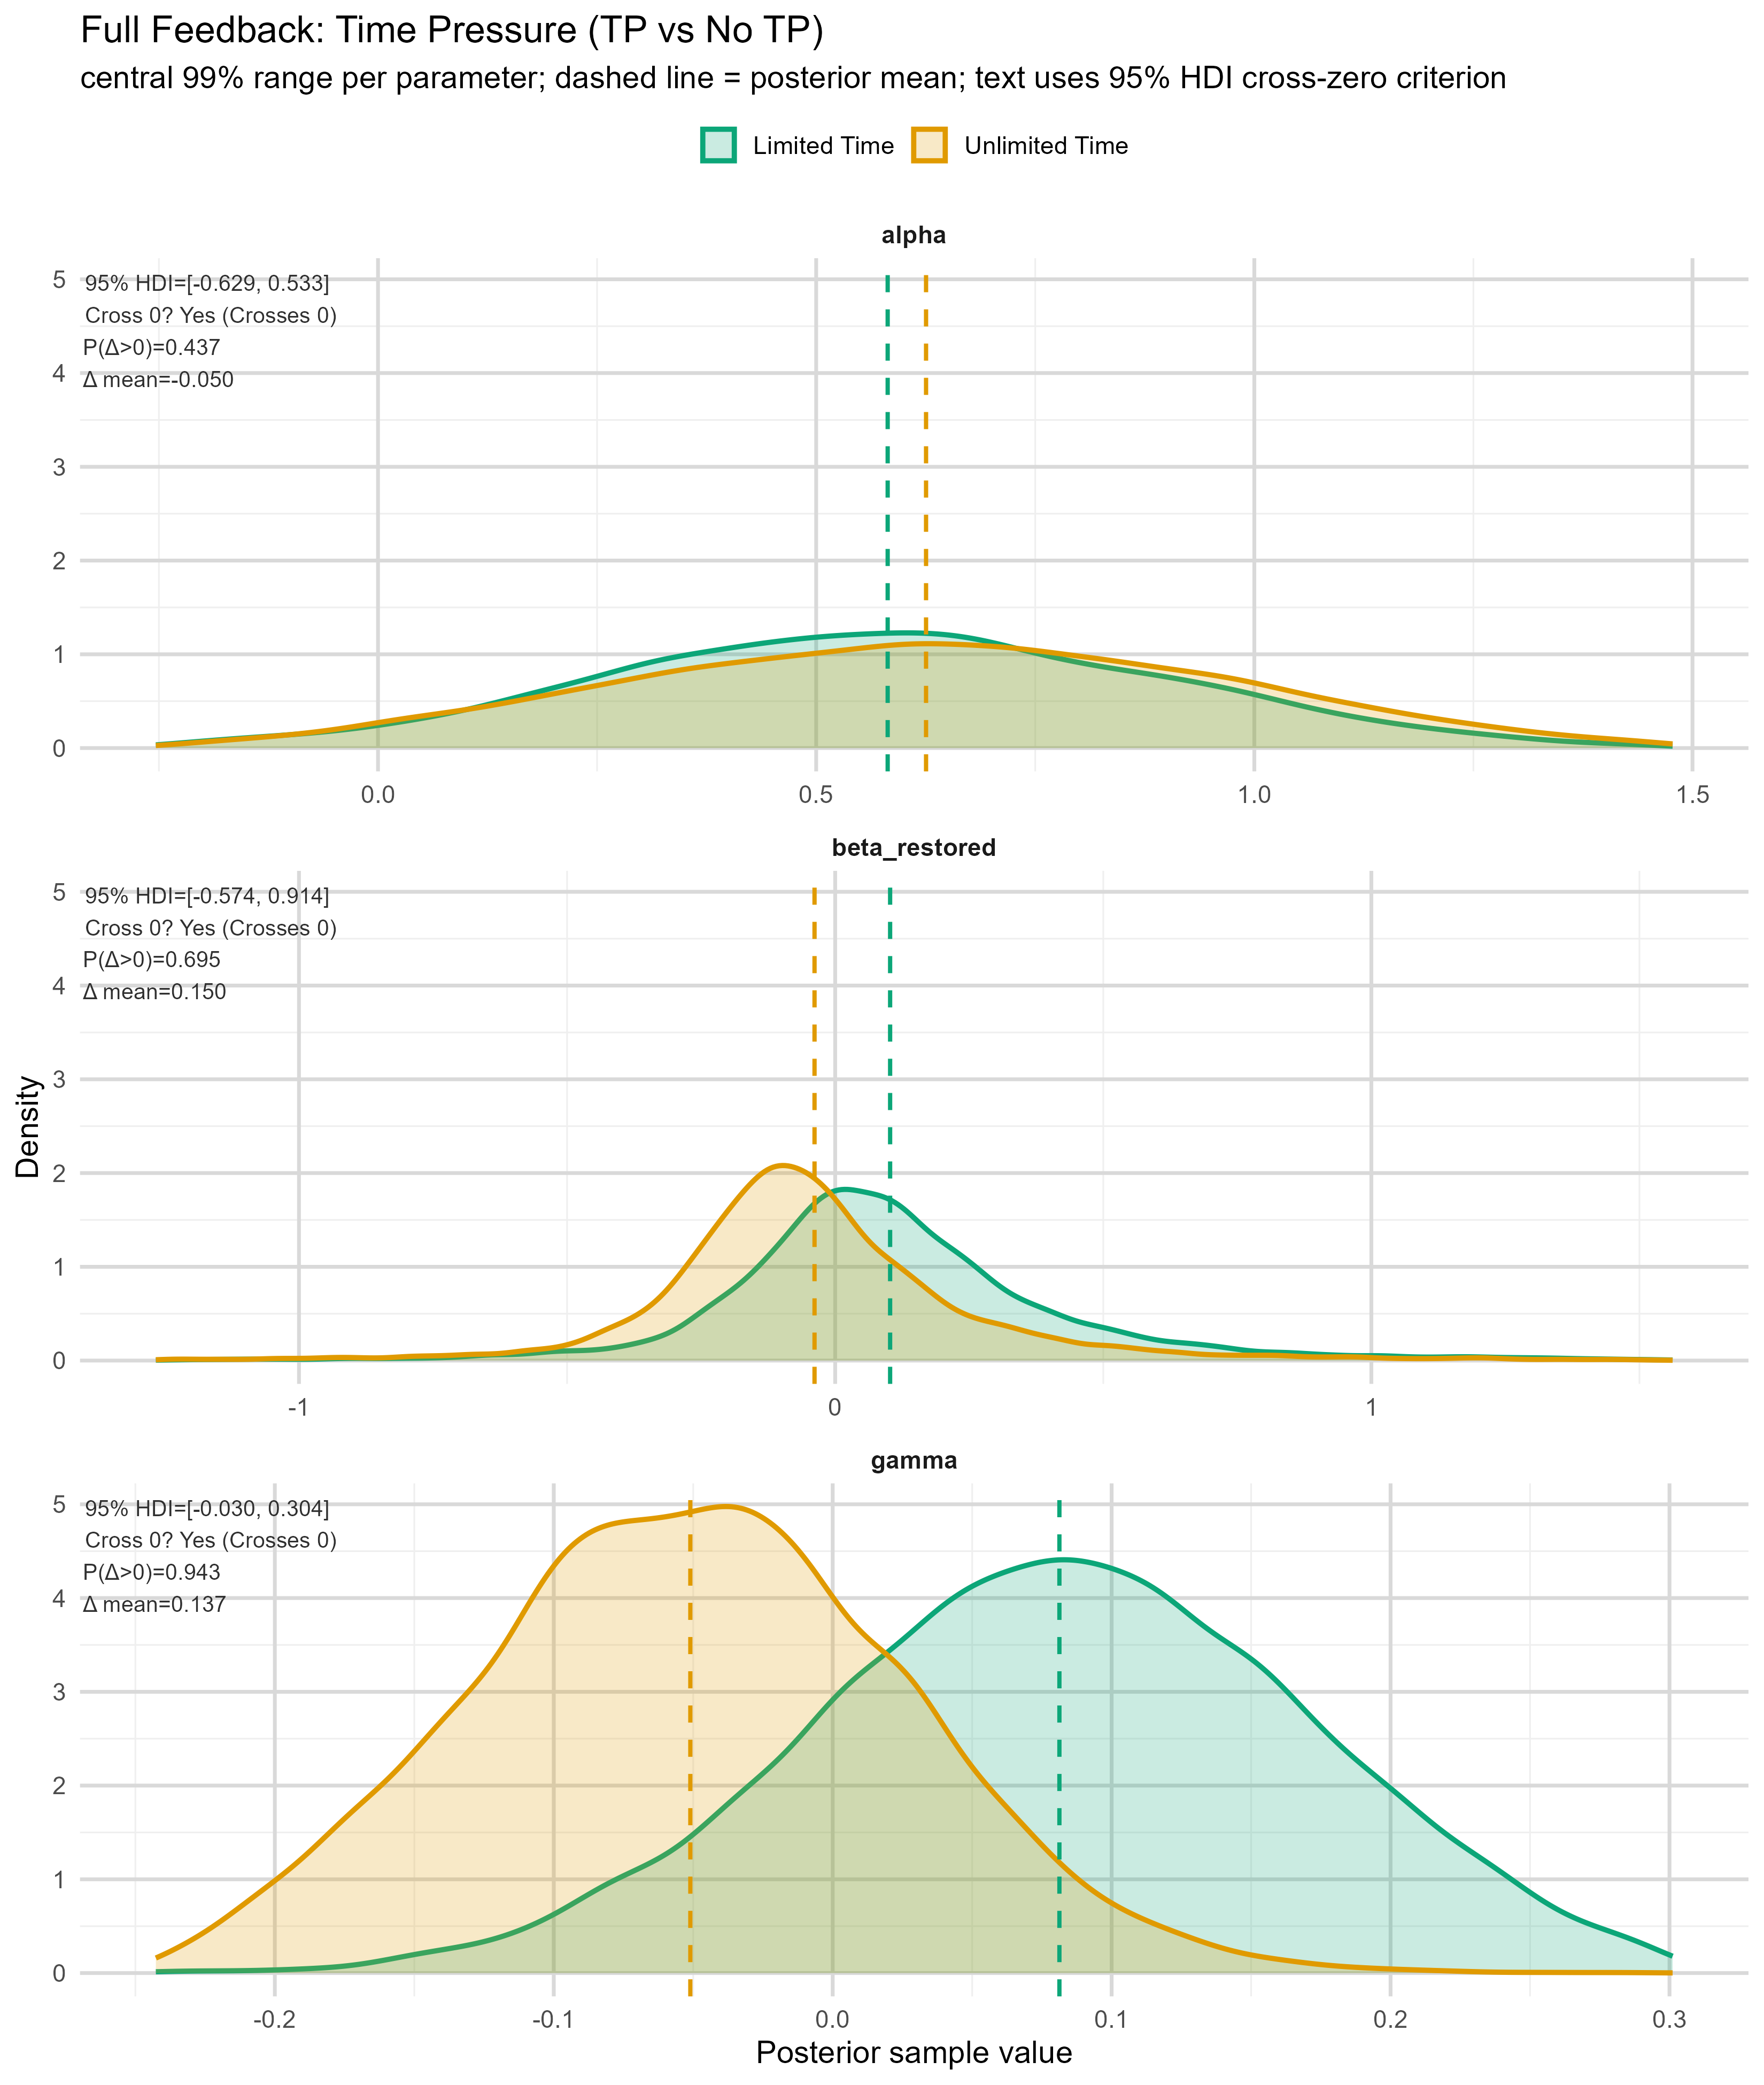 Full Feedback: Time Pressure (TP vs No TP)
central 99% range per parameter; dashed line = posterior mean; text uses 95% HDI cross-zero criterion
Limited Time Unlimited Time
alpha
95% HDI=[-0.629, 0.533]
Cross 0? Yes (Crosses 0)
P(Δ>0)=0.437
Δ mean=-0.050
5
4
3
2
1
0
0.0 0.5 1.0 1.5
beta_restored
95% HDI=[-0.574, 0.914]
Cross 0? Yes (Crosses 0)
P(Δ>0)=0.695
Δ mean=0.150
5
4
3
2
1
0
-1 0 1
Density
gamma
95% HDI=[-0.030, 0.304]
Cross 0? Yes (Crosses 0)
P(Δ>0)=0.943
Δ mean=0.137
5
4
3
2
1
0
-0.2 -0.1 0.0 0.1 0.2 0.3
Posterior sample value